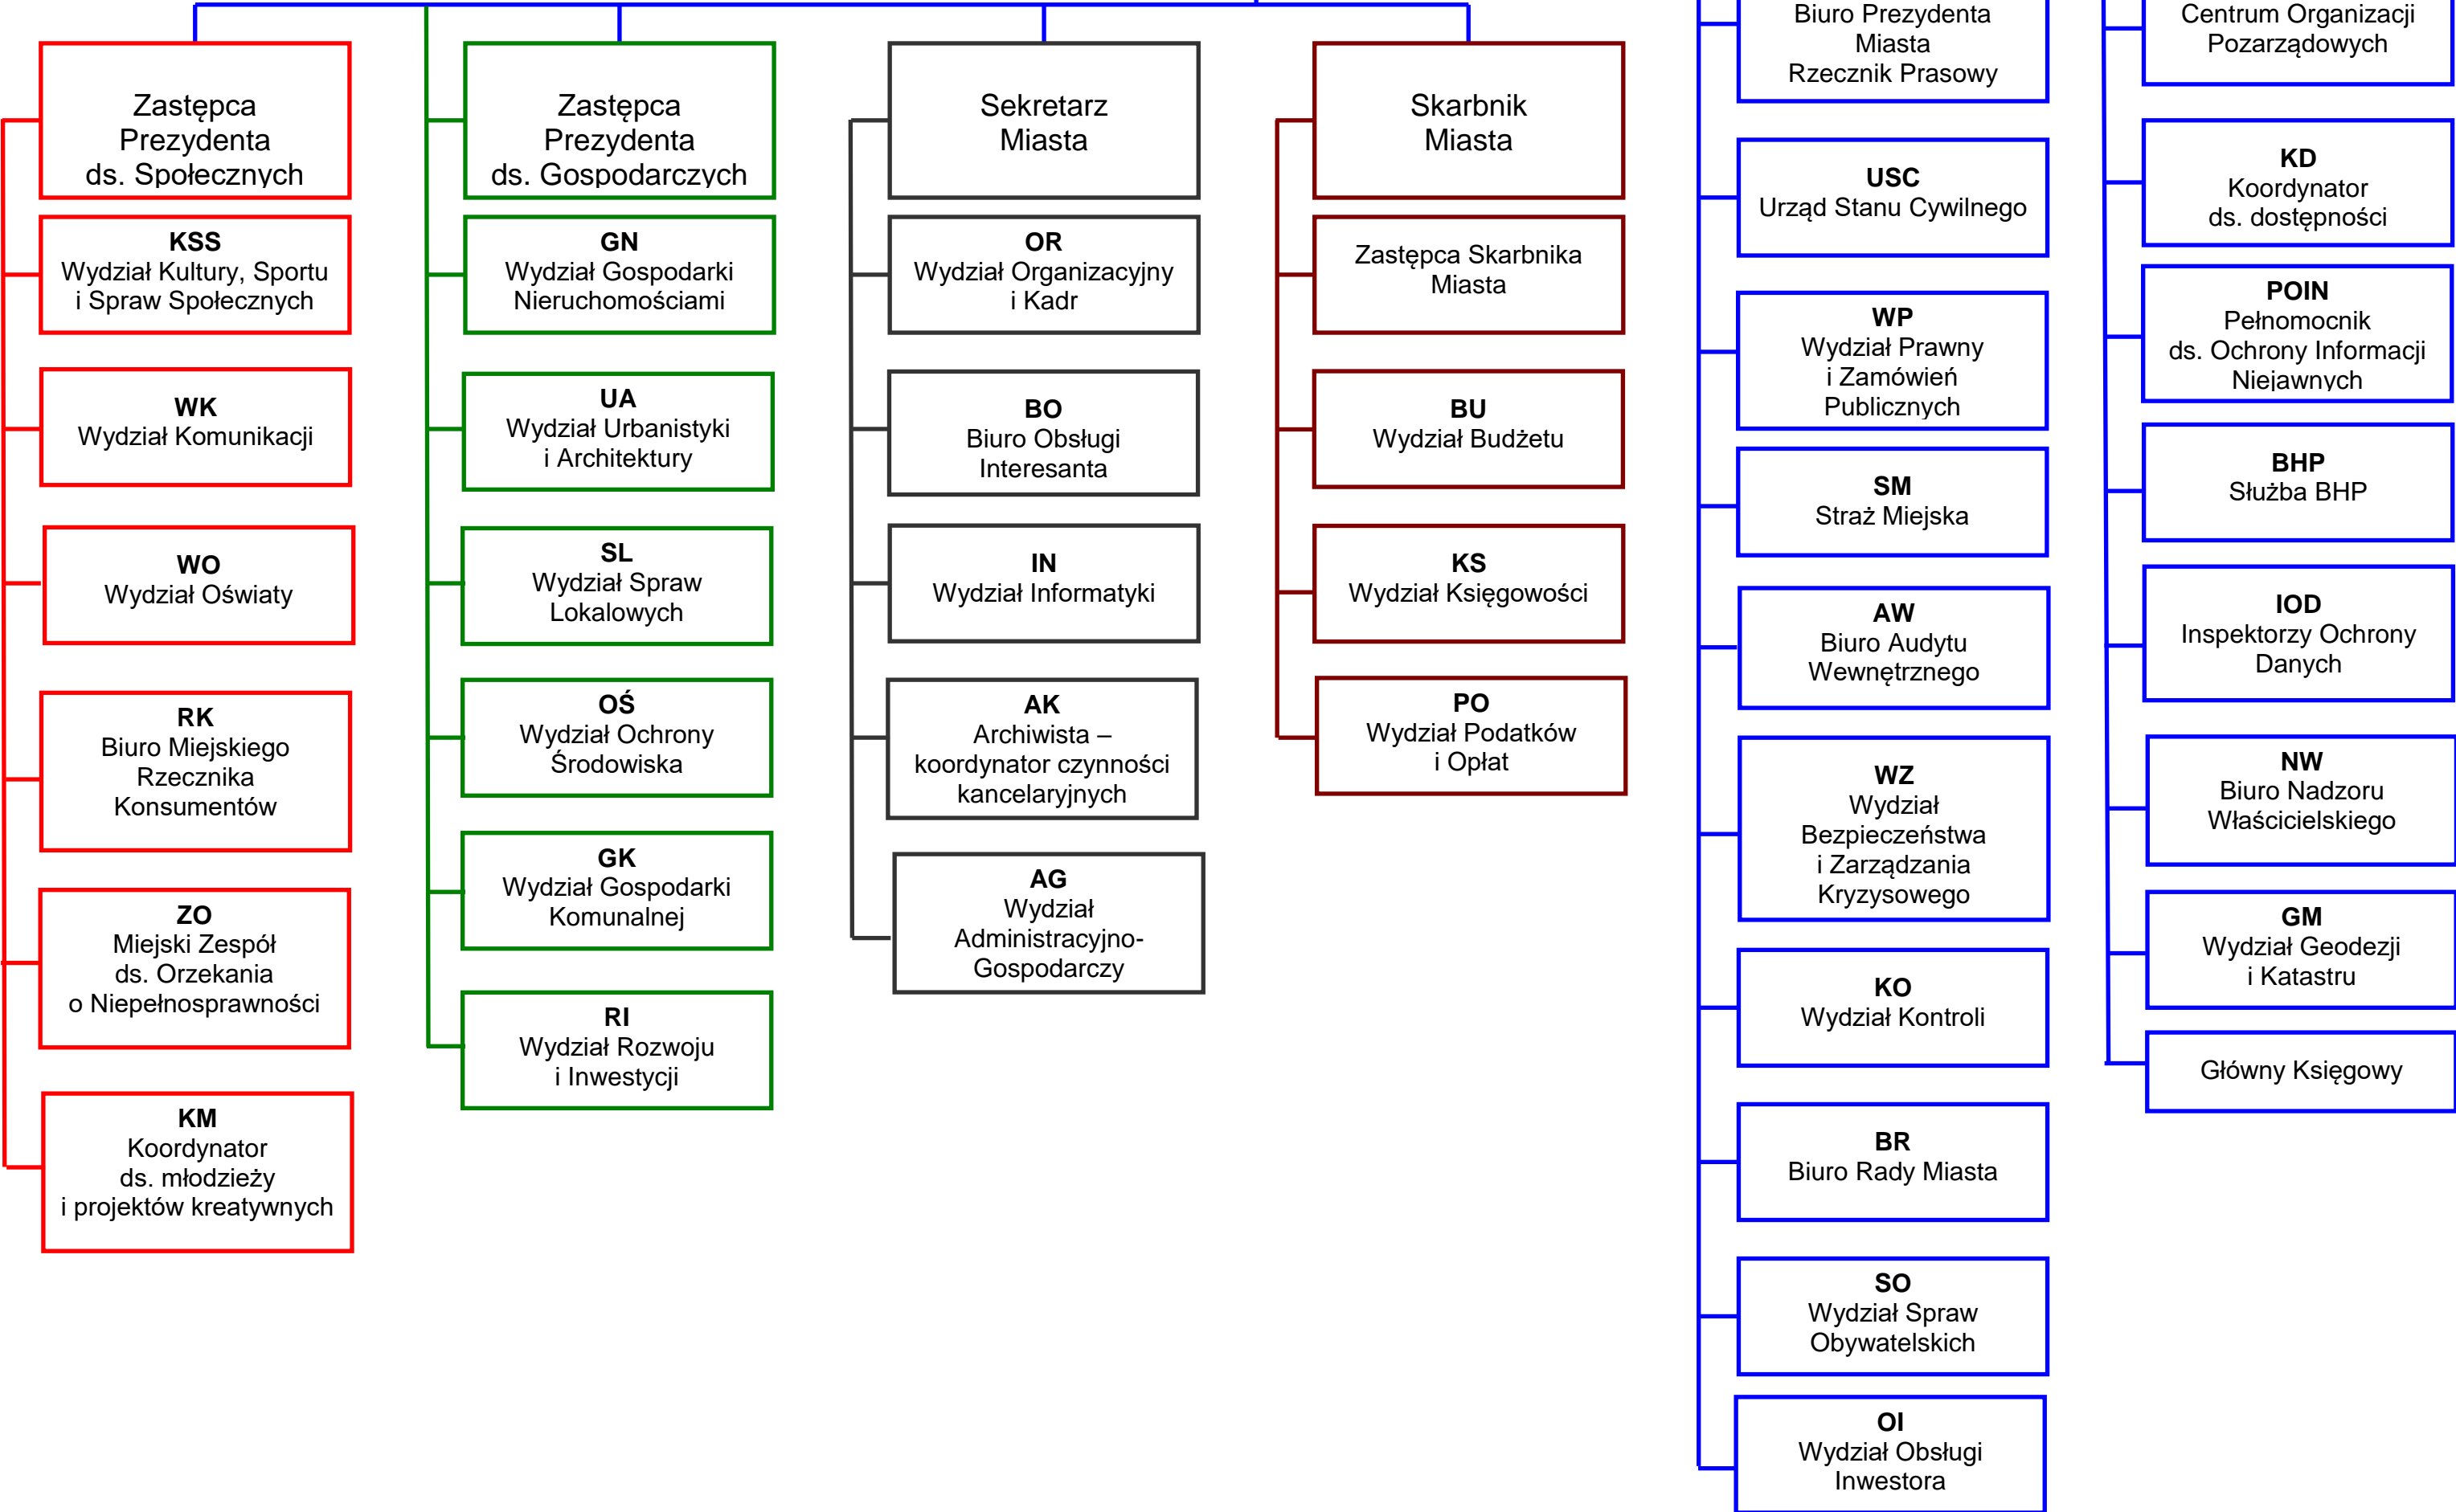 Zastępca
Prezydenta
ds. Społecznych
KSS
Wydział Kultury, Sportu
i Spraw Społecznych
WK
Wydział Komunikacji
WO
Wydział Oświaty
RK
Biuro Miejskiego
Rzecznika
Konsumentów
ZO
Miejski Zespół
ds. Orzekania
o Niepełnosprawności
KM
Koordynator
ds. młodzieży
i projektów kreatywnych
Zastępca
Prezydenta
ds. Gospodarczych
GN
Wydział Gospodarki
Nieruchomościami
UA
Wydział Urbanistyki
i Architektury
SL
Wydział Spraw
Lokalowych
OŚ
Wydział Ochrony
Środowiska
GK
Wydział Gospodarki
Komunalnej
RI
Wydział Rozwoju
i Inwestycji
Sekretarz
Miasta
OR
Wydział Organizacyjny
i Kadr
BO
Biuro Obsługi
Interesanta
IN
Wydział Informatyki
AK
Archiwista –
koordynator czynności
kancelaryjnych
AG
Wydział
Administracyjno-
Gospodarczy
Skarbnik
Miasta
Zastępca Skarbnika
Miasta
BU
Wydział Budżetu
KS
Wydział Księgowości
PO
Wydział Podatków
i Opłat
Biuro Prezydenta
Miasta
Rzecznik Prasowy
USC
Urząd Stanu Cywilnego
WP
Wydział Prawny
i Zamówień
Publicznych
SM
Straż Miejska
AW
Biuro Audytu
Wewnętrznego
WZ
Wydział
Bezpieczeństwa
i Zarządzania
Kryzysowego
KO
Wydział Kontroli
BR
Biuro Rady Miasta
SO
Wydział Spraw
Obywatelskich
OI
Wydział Obsługi
Inwestora
Centrum Organizacji
Pozarządowych
KD
Koordynator
ds. dostępności
POIN
Pełnomocnik
ds. Ochrony Informacji
Niejawnych
BHP
Służba BHP
IOD
Inspektorzy Ochrony
Danych
NW
Biuro Nadzoru
Właścicielskiego
GM
Wydział Geodezji
i Katastru
Główny Księgowy